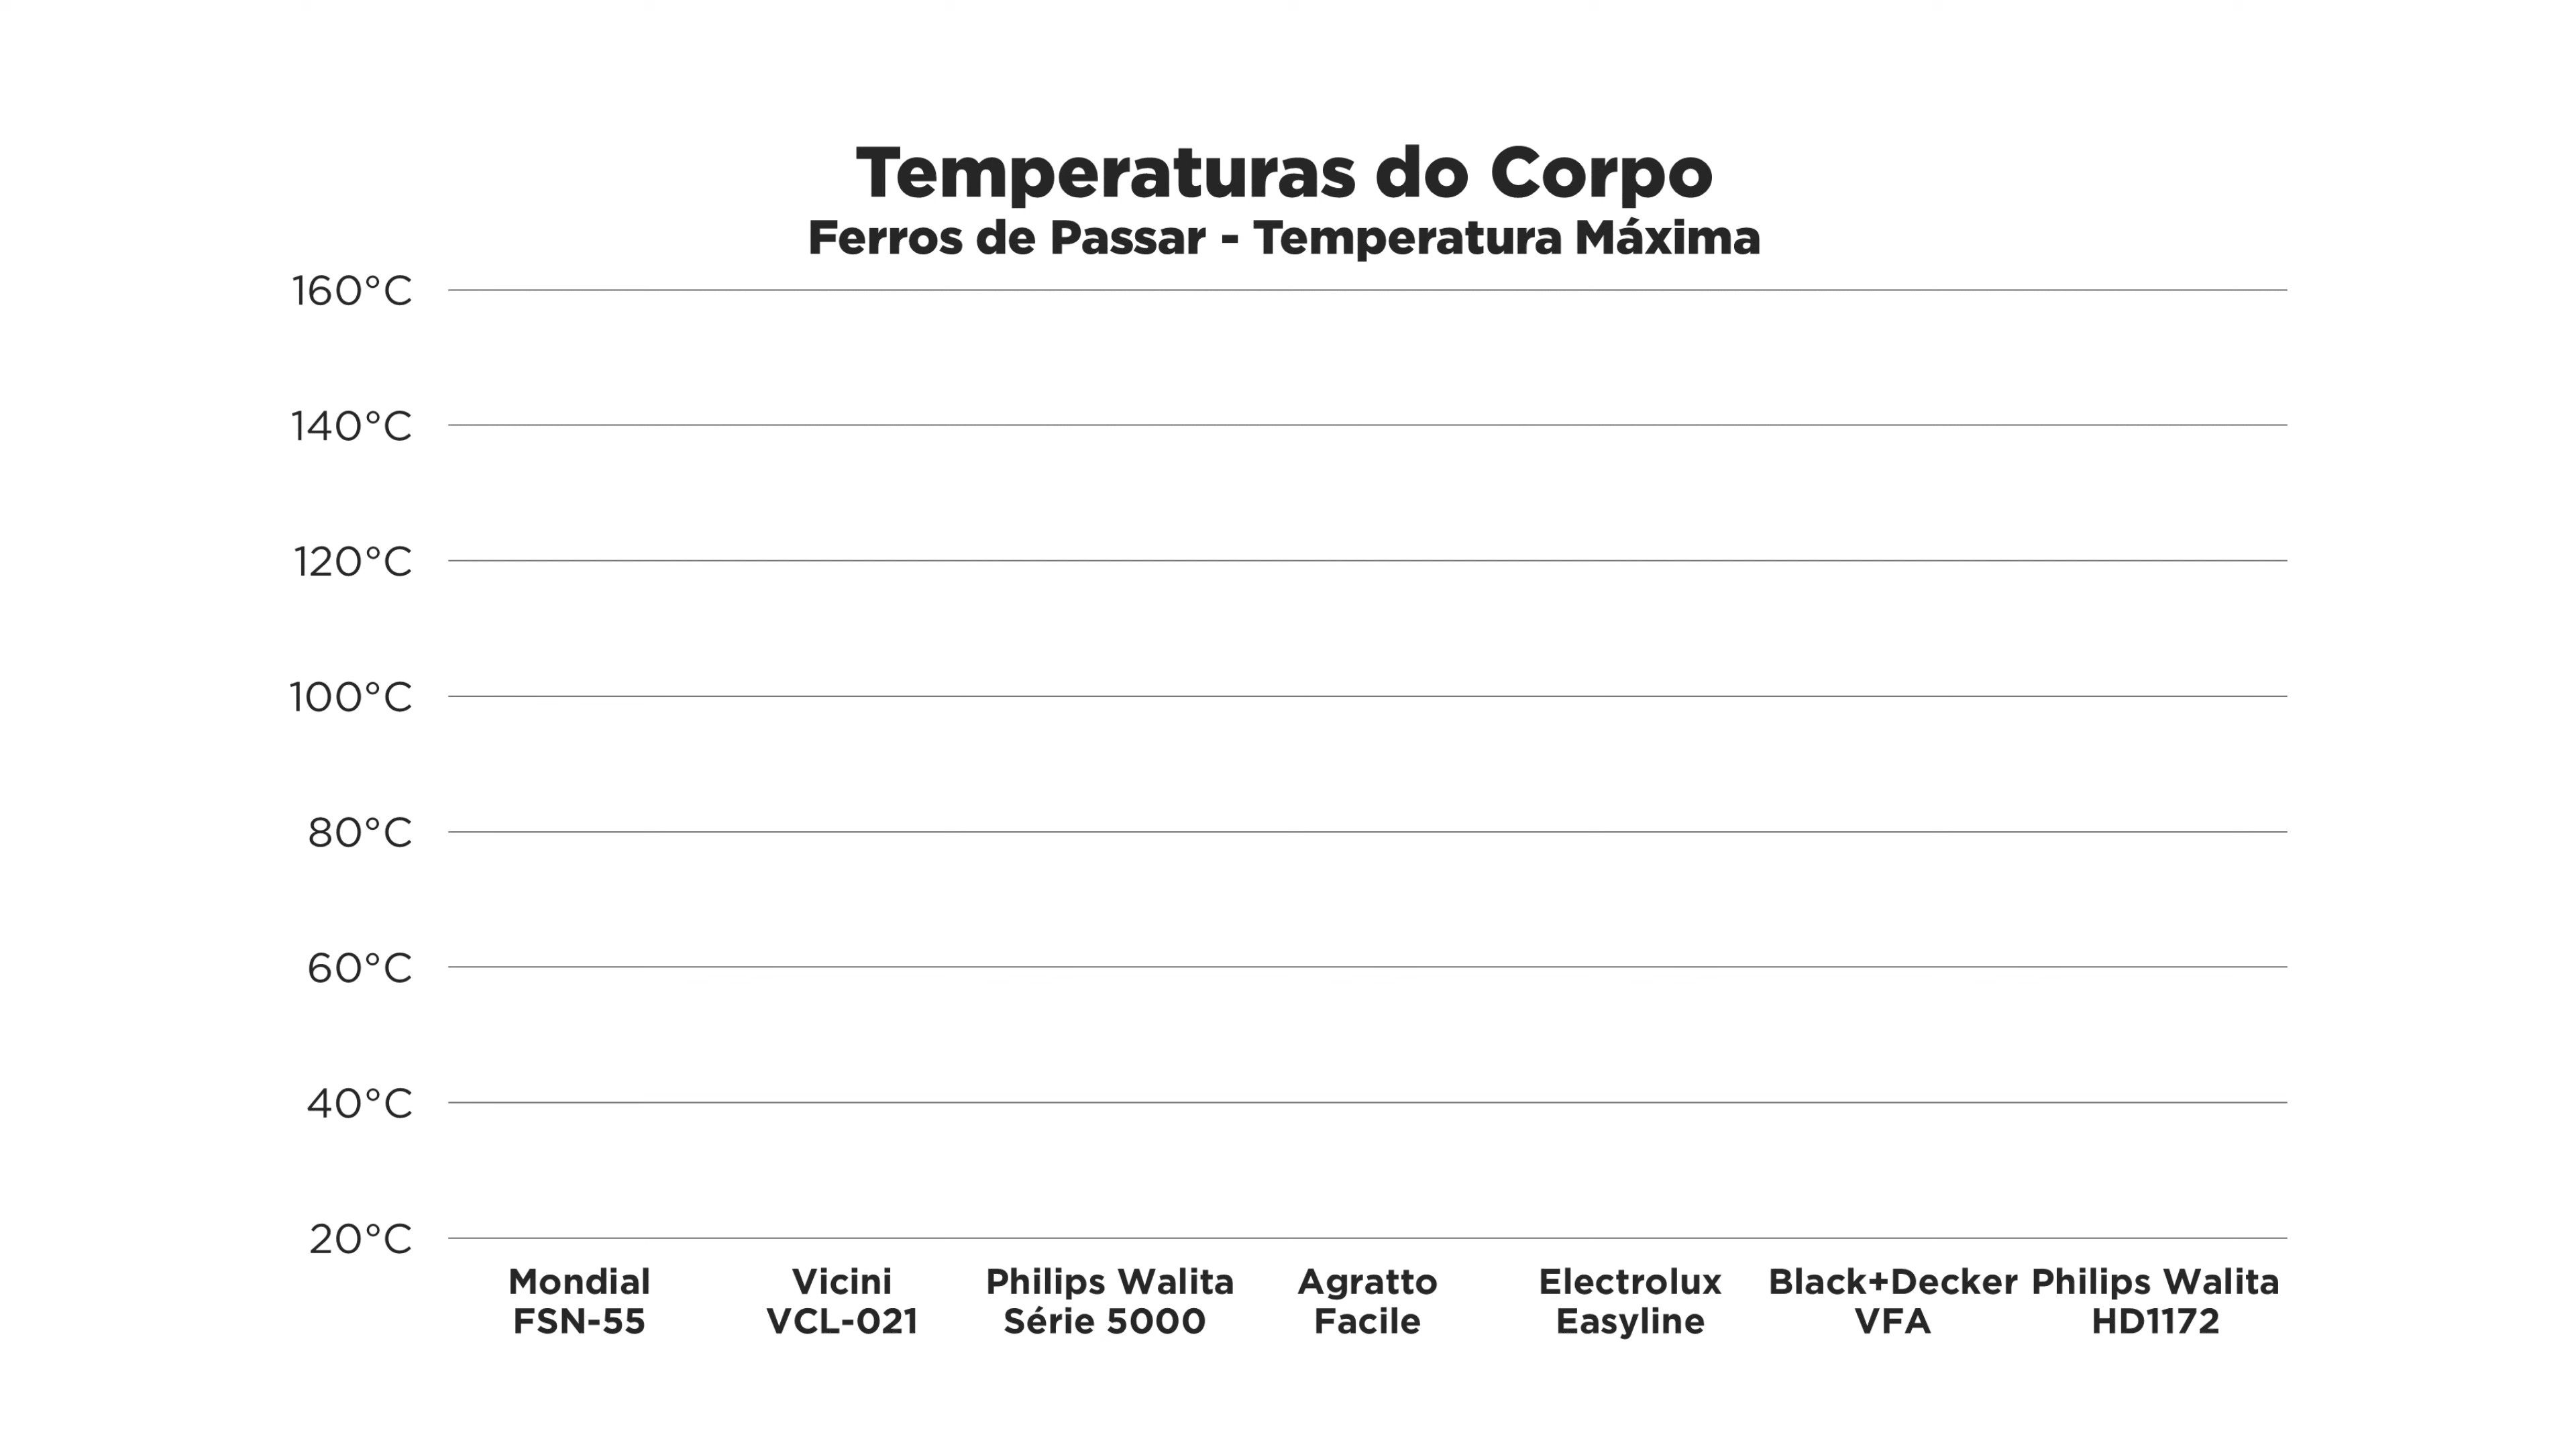 Temperaturas do Corpo
Ferros de Passar - Temperatura Máxima
160°C
140°C
120°C
100°C
80°C
60°C
40°C
20°C
Mondial
FSN-55
Vicini
VCL-021
Philips Walita
Série 5000
Agratto
Facile
Electrolux
Easyline
Black+Decker
VFA
Philips Walita
HD1172